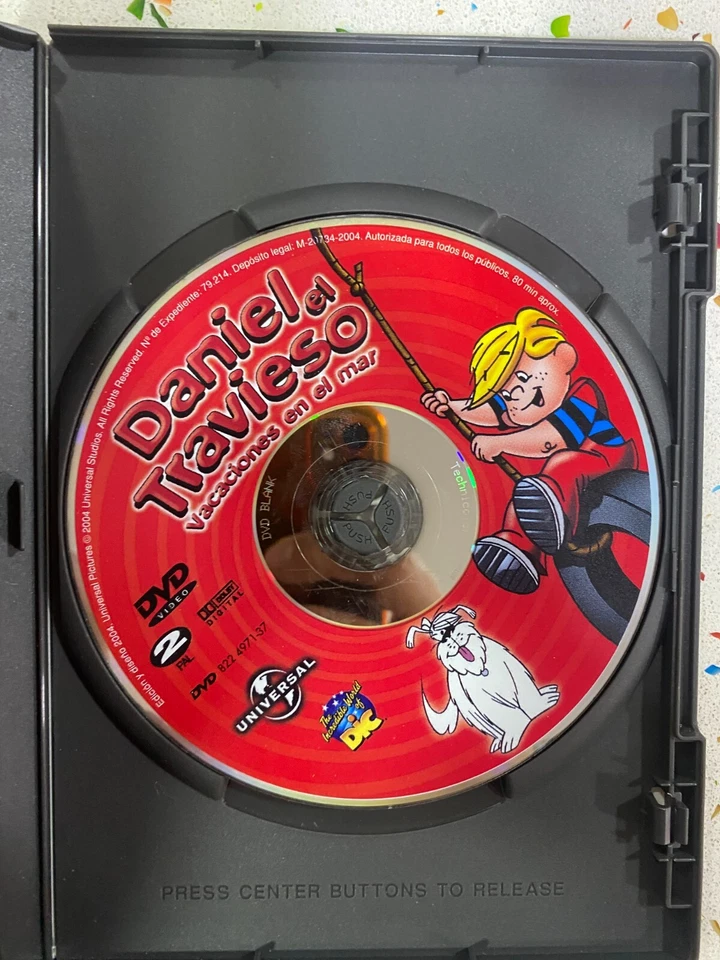 Edición y diseño 2004, Universal Pictures © 2004 Universal Studios. All Rights Reserved. Nº de Expediente: 79.214. Depósito legal: M-20734-2004. Autorizada para todos los públicos. 80 min aprox.
Daniel el
Travieso
Vacaciones en el mar
DVD BLANK
DVD
VIDEO
DOLBY
DIGITAL
2
PAL
DVD 822 4971-37
UNIVERSAL
The
Incredible World
of
DIC
PUSH
PUSH
PUSH
PRESS CENTER BUTTONS TO RELEASE